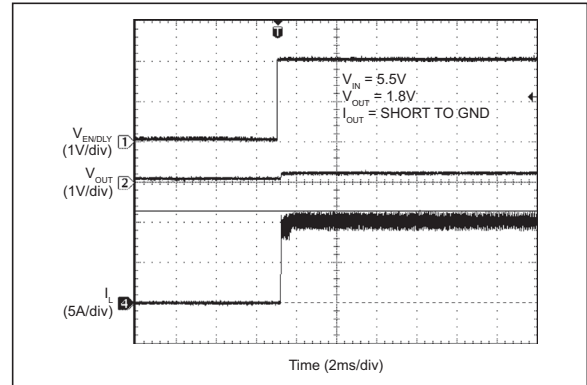 T
V_IN = 5.5V
V_OUT = 1.8V
I_OUT = SHORT TO GND
V_EN/DLY 1
(1V/div)
V_OUT 2
(1V/div)
I_L 4
(5A/div)
Time (2ms/div)